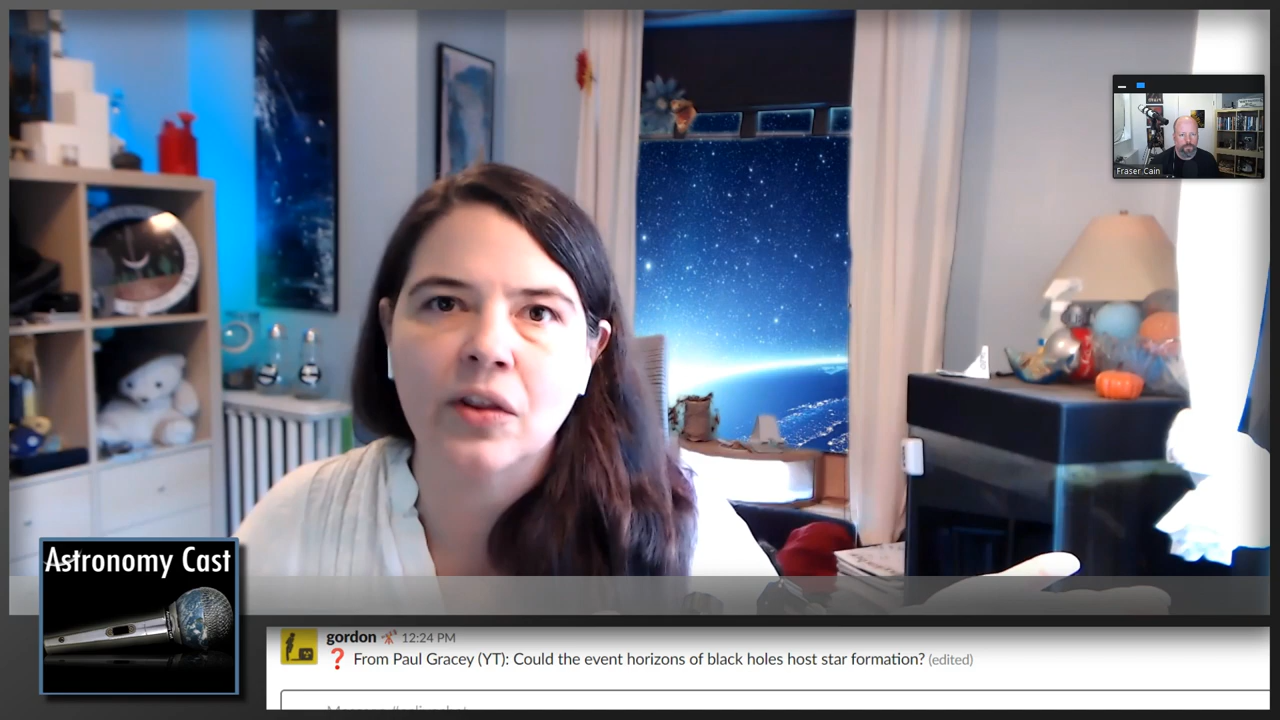 Fraser Cain
Astronomy Cast
gordon 12:24 PM
❓ From Paul Gracey (YT): Could the event horizons of black holes host star formation? (edited)